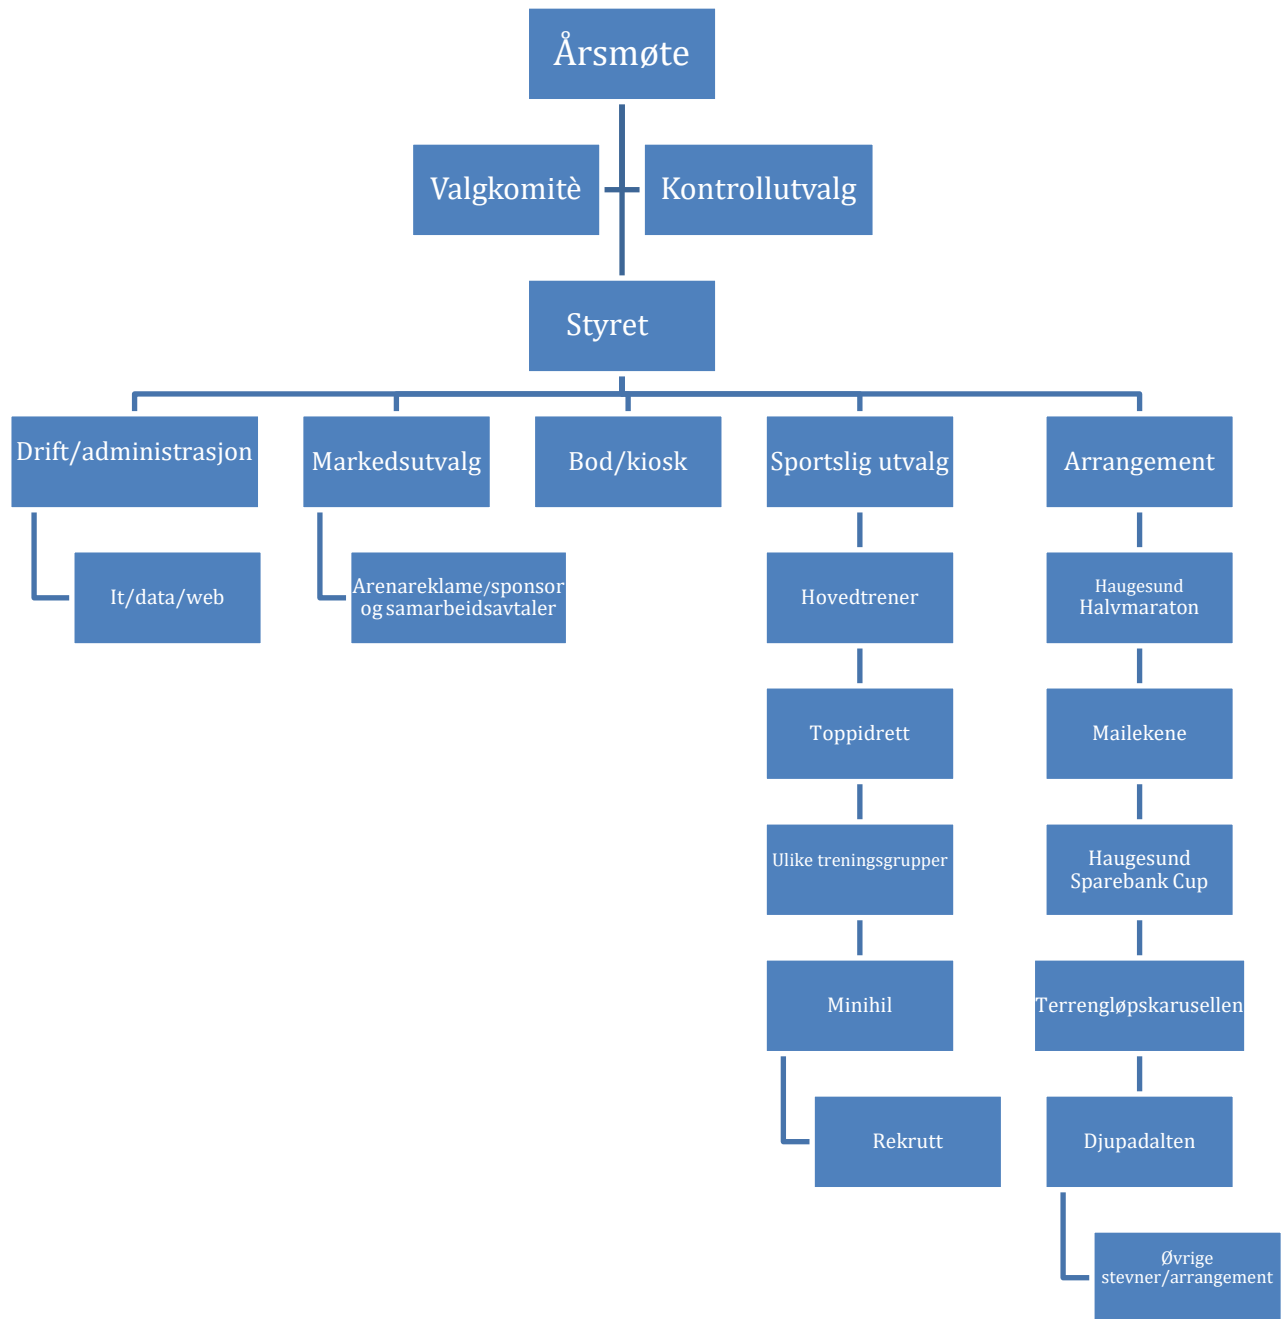 Årsmøte
Valgkomitè
Kontrollutvalg
Styret
Drift/administrasjon
Markedsutvalg
Bod/kiosk
Sportslig utvalg
Arrangement
It/data/web
Arenareklame/sponsor
og samarbeidsavtaler
Hovedtrener
Haugesund
Halvmaraton
Toppidrett
Mailekene
Ulike treningsgrupper
Haugesund
Sparebank Cup
Minihil
Terrengløpskarusellen
Rekrutt
Djupadalten
Øvrige
stevner/arrangement